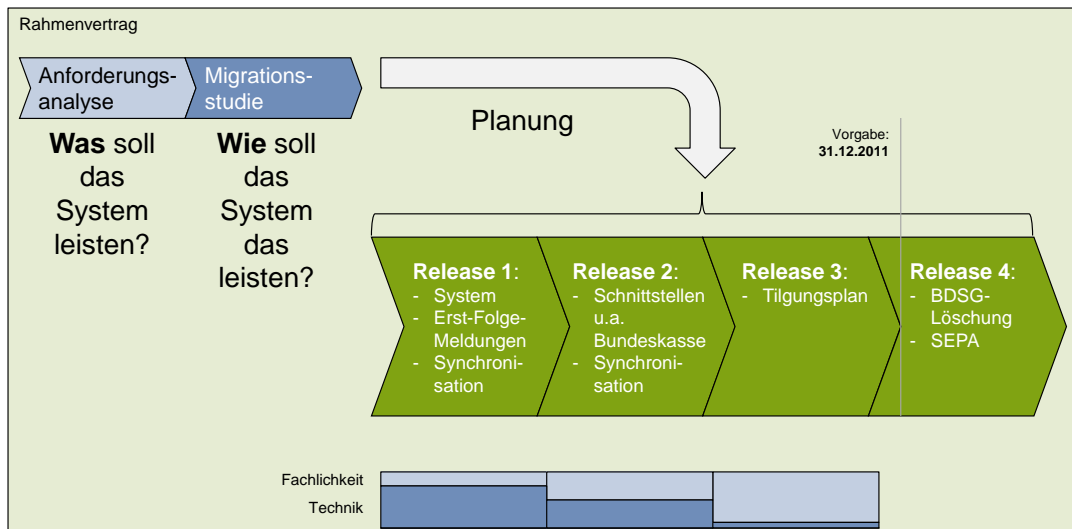 Rahmenvertrag
Anforderungs-
analyse
Migrations-
studie
Was soll
das
System
leisten?
Wie soll
das
System
das
leisten?
Planung
Vorgabe:
31.12.2011
Release 1:
- System
- Erst-Folge-
Meldungen
- Synchroni-
sation
Release 2:
- Schnittstellen
u.a.
Bundeskasse
- Synchroni-
sation
Release 3:
- Tilgungsplan
Release 4:
- BDSG-
Löschung
- SEPA
Fachlichkeit
Technik